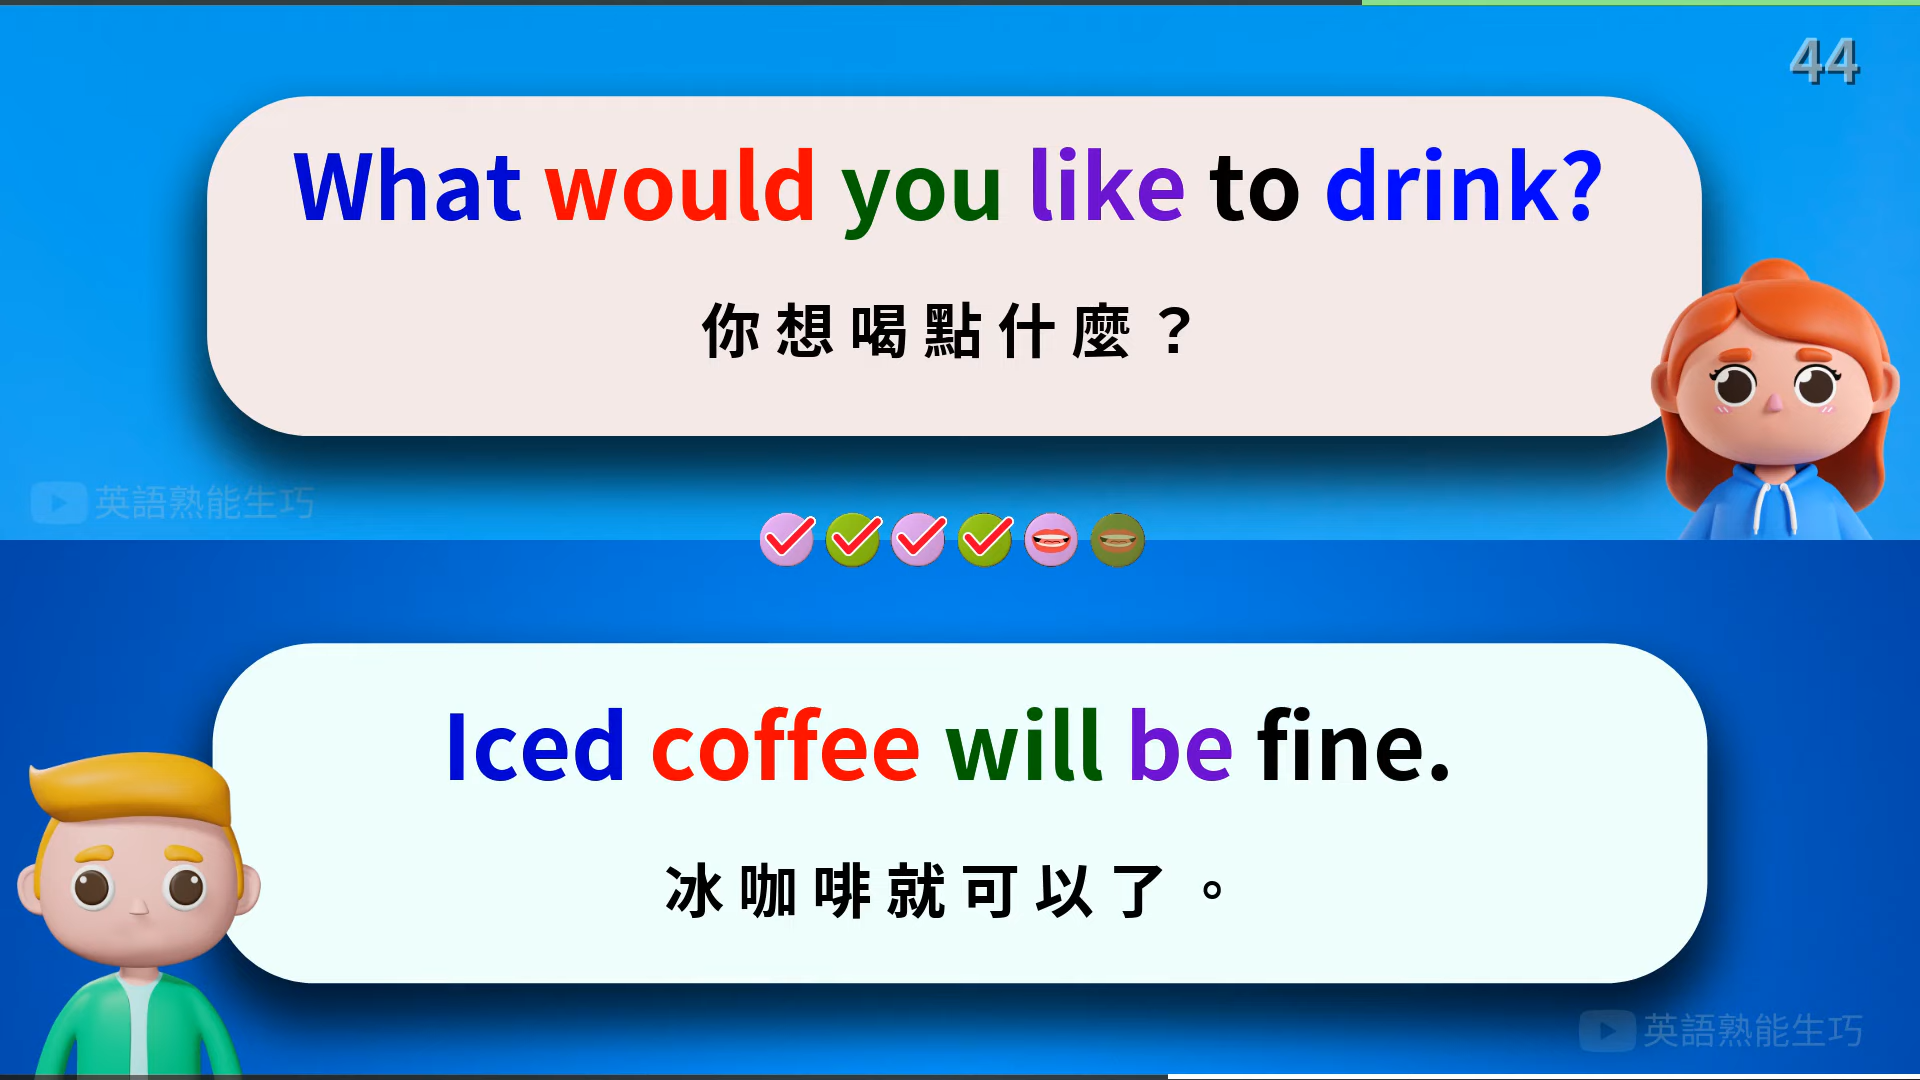 44
What would you like to drink?
你想喝點什麼？
英語熟能生巧
Iced coffee will be fine.
冰咖啡就可以了。
英語熟能生巧